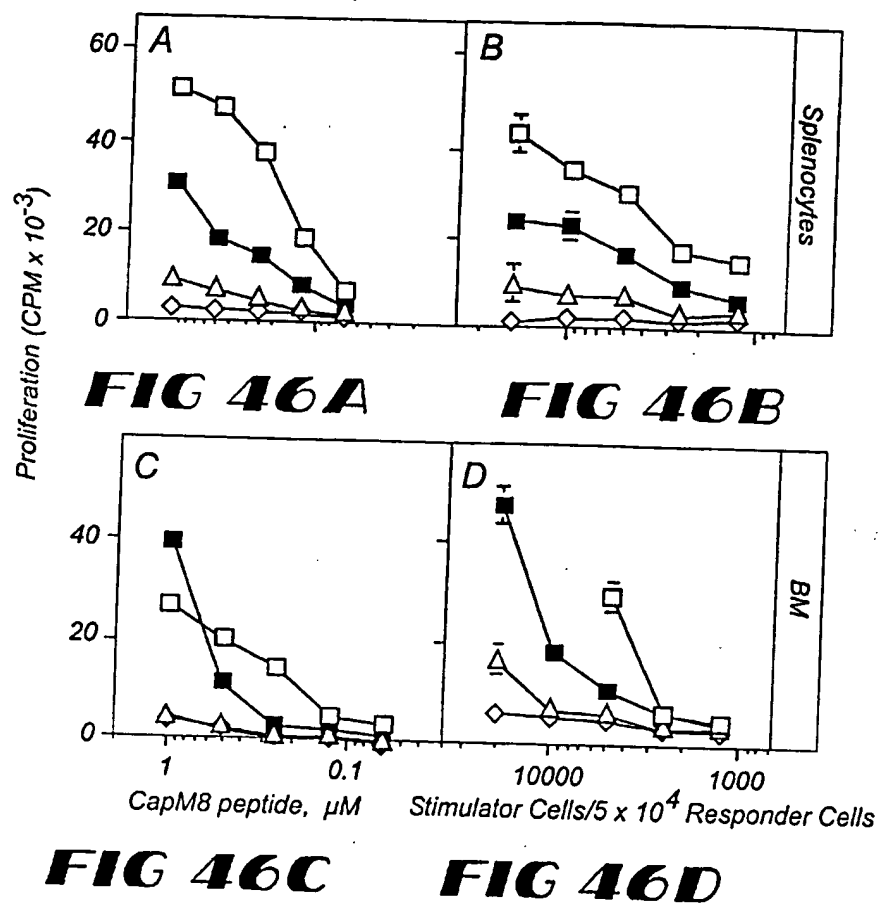 A
B
60
40
20
0
Proliferation (CPM x 10⁻³)
Splenocytes
FIG 46A
FIG 46B
C
D
40
20
0
BM
1
0.1
10000
1000
CapM8 peptide, µM
Stimulator Cells/5 x 10⁴ Responder Cells
FIG 46C
FIG 46D